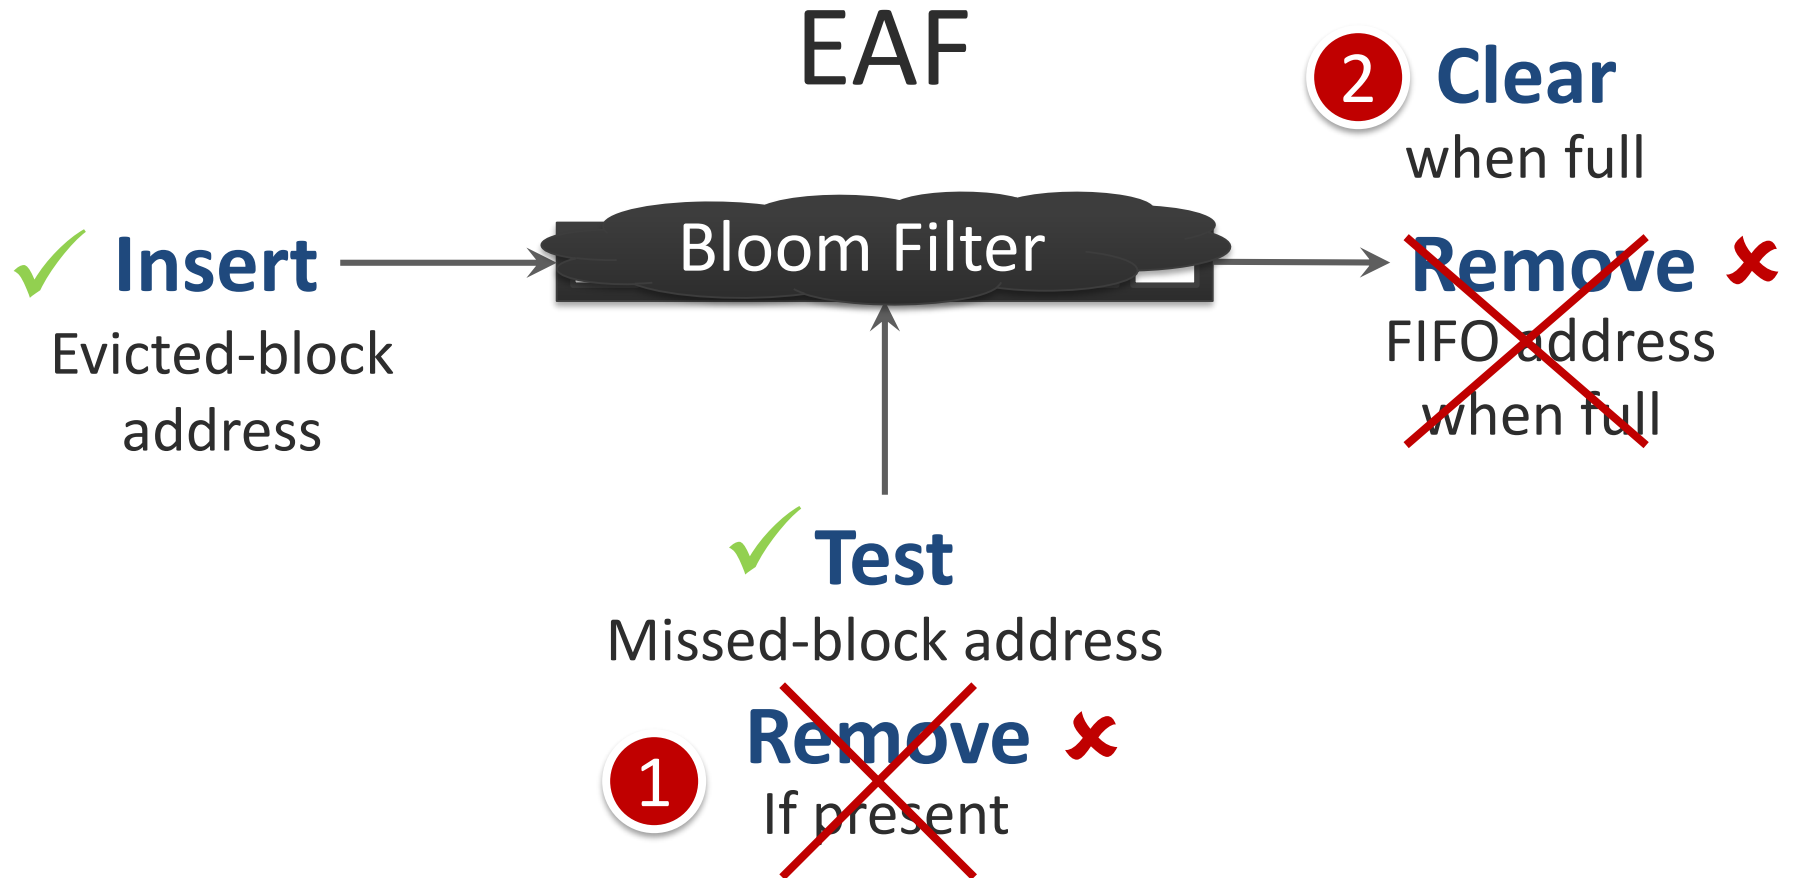 EAF
2
Clear
when full
Bloom Filter
Insert
Evicted-block
address
Remove
FIFO address
when full
Test
Missed-block address
1
Remove
If present